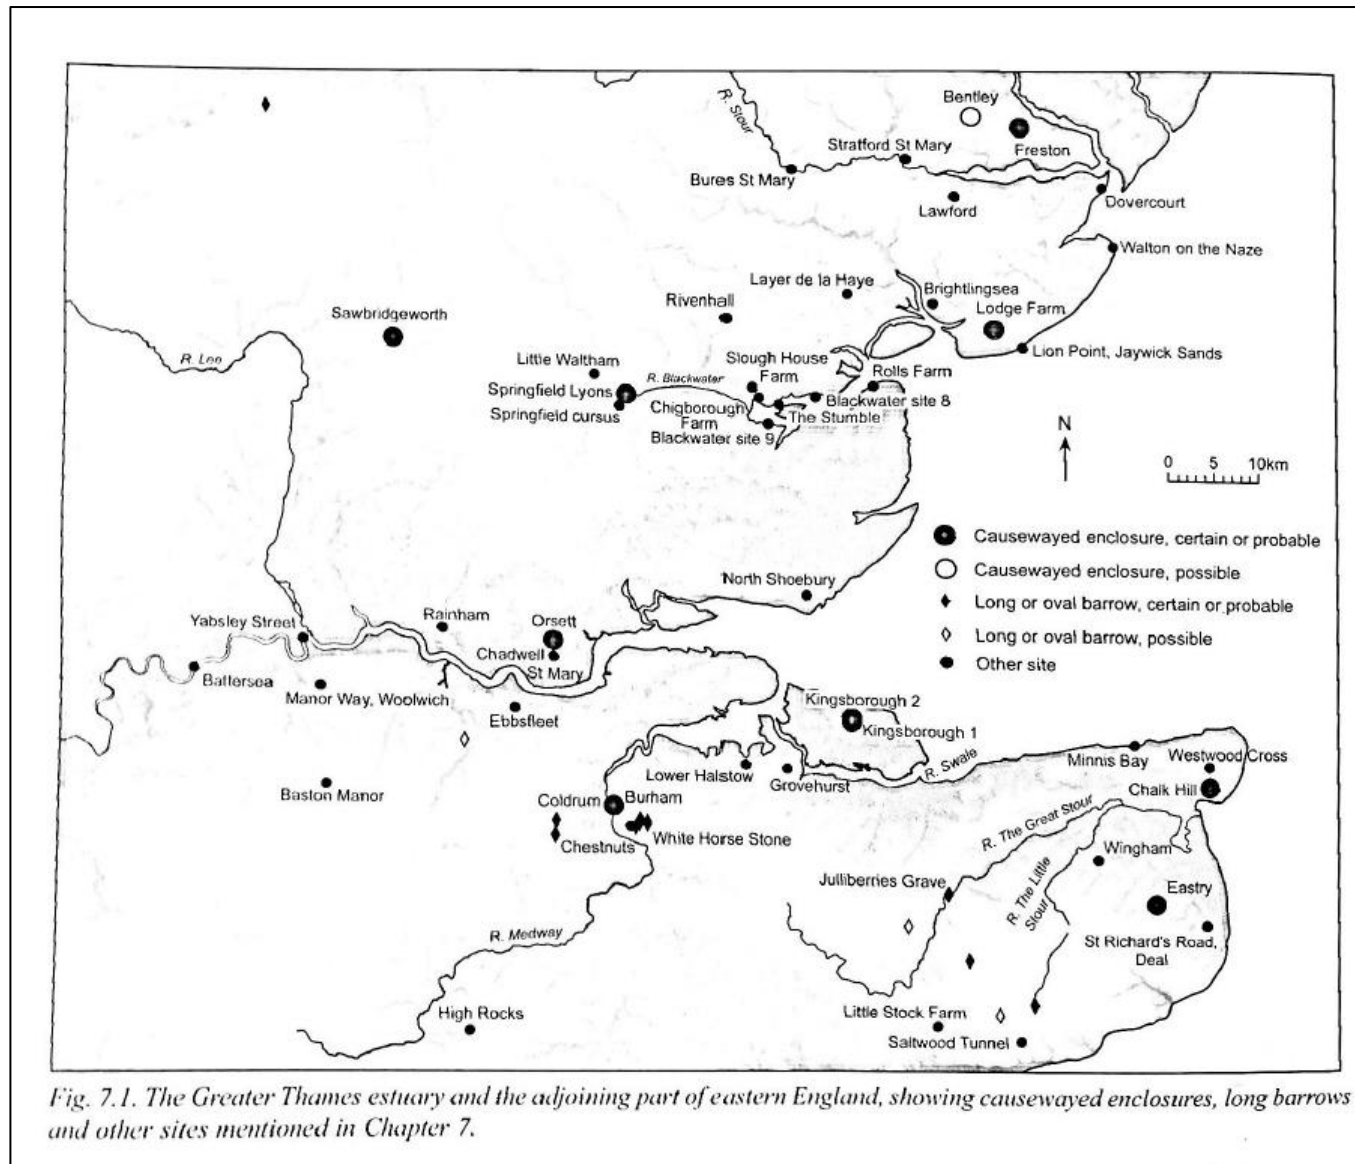 Bentley
R. Stour
Freston
Stratford St Mary
Bures St Mary
Lawford
Dovercourt
Walton on the Naze
Layer de la Haye
Brightlingsea
Rivenhall
Lodge Farm
Sawbridgeworth
R. Lee
Lion Point, Jaywick Sands
Little Waltham
Slough House
Farm
Rolls Farm
R. Blackwater
Springfield Lyons
Blackwater site 8
Springfield cursus
Chigborough
Farm
The Stumble
Blackwater site 9
N
0 5 10km
Causewayed enclosure, certain or probable
Causewayed enclosure, possible
Long or oval barrow, certain or probable
Long or oval barrow, possible
Other site
North Shoebury
Yabsley Street
Rainham
Orsett
Chadwell
St Mary
Battersea
Manor Way, Woolwich
Ebbsfleet
Kingsborough 2
Kingsborough 1
R. Swale
Minnis Bay
Westwood Cross
Lower Halstow
Grovehurst
Chalk Hill
Baston Manor
Coldrum
Burham
White Horse Stone
Chestnuts
R. The Great Stour
Wingham
Julliberries Grave
R. The Little
Stour
Eastry
R. Medway
St Richard's Road,
Deal
High Rocks
Little Stock Farm
Saltwood Tunnel
Fig. 7.1. The Greater Thames estuary and the adjoining part of eastern England, showing causewayed enclosures, long barrows
and other sites mentioned in Chapter 7.